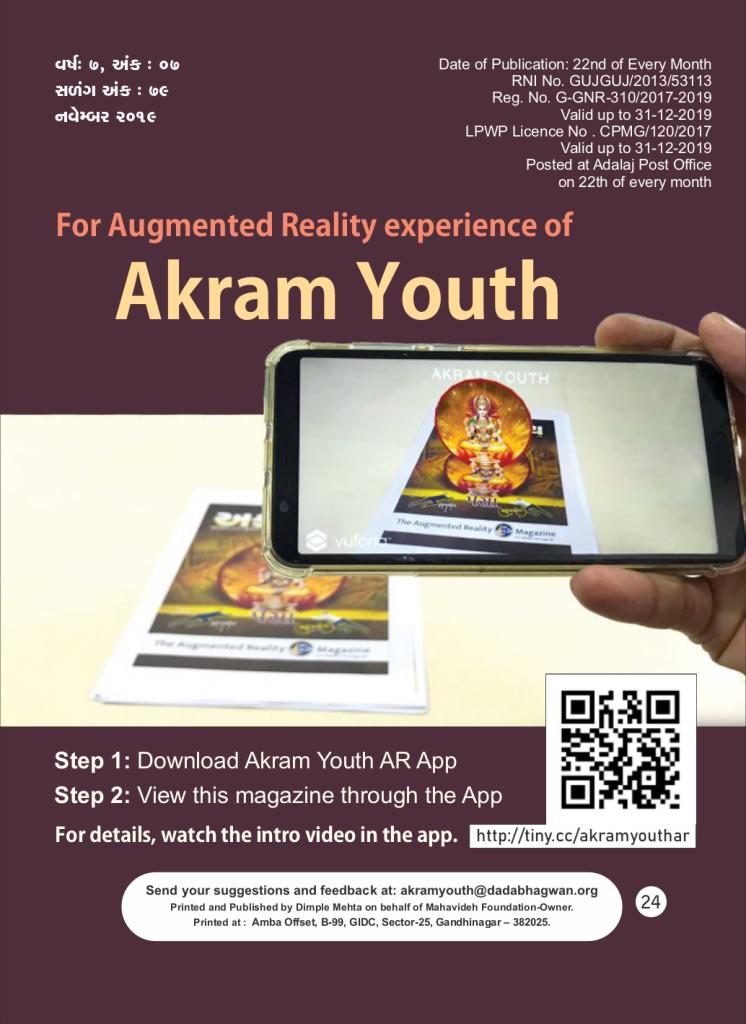 વર્ષઃ ૭, અંક : ૦૭
સળંગ અંક : ૭૯
નવેમ્બર ૨૦૧૯
Date of Publication: 22nd of Every Month
RNI No. GUJGUJ/2013/53113
Reg. No. G-GNR-310/2017-2019
Valid up to 31-12-2019
LPWP Licence No . CPMG/120/2017
Valid up to 31-12-2019
Posted at Adalaj Post Office
on 22th of every month
For Augmented Reality experience of
Akram Youth
AKRAM YOUTH
The Augmented Reality Magazine
vuforia
The Augmented Reality Magazine
Step 1: Download Akram Youth AR App
Step 2: View this magazine through the App
For details, watch the intro video in the app.
http://tiny.cc/akramyouthar
Send your suggestions and feedback at: akramyouth@dadabhagwan.org
Printed and Published by Dimple Mehta on behalf of Mahavideh Foundation-Owner.
Printed at : Amba Offset, B-99, GIDC, Sector-25, Gandhinagar – 382025.
24